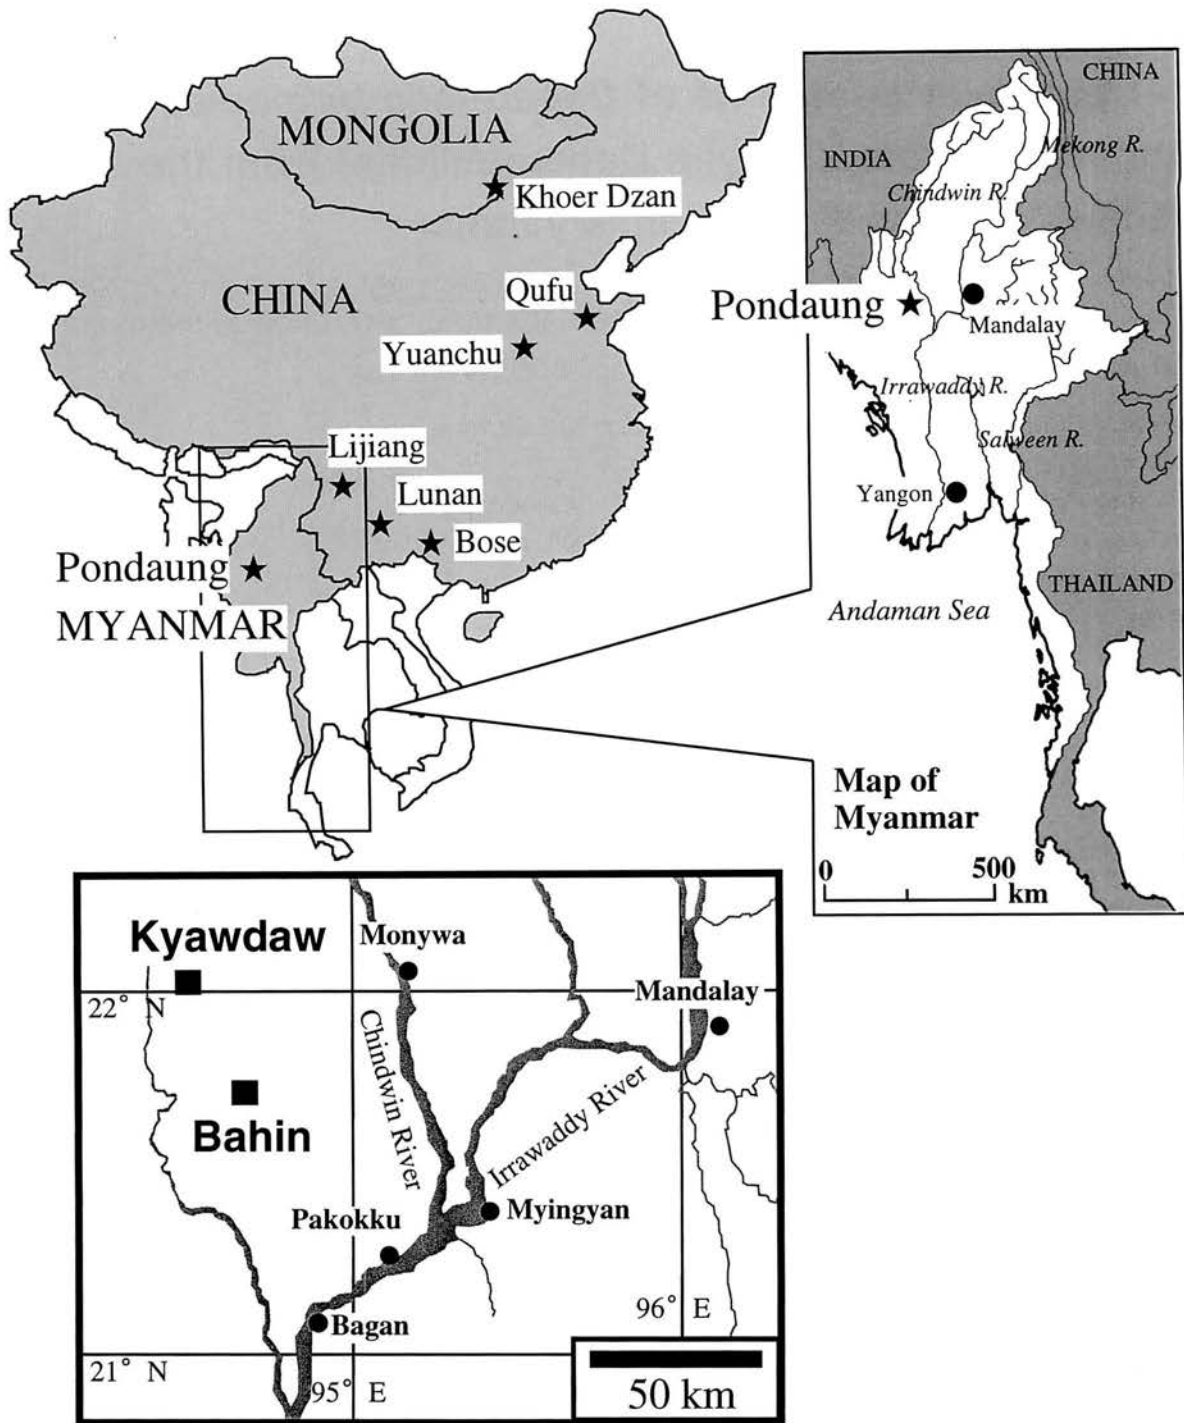 MONGOLIA
Khoer Dzan
CHINA
Qufu
Yuanchu
Lijiang
Lunan
Bose
Pondaung
MYANMAR
CHINA
INDIA
Mekong R.
Chindwin R.
Pondaung
Mandalay
Irrawaddy R.
Salween R.
Yangon
THAILAND
Andaman Sea
Map of
Myanmar
0 500
km
Kyawdaw
Monywa
Mandalay
22° N
Chindwin River
Irrawaddy River
Bahin
Pakokku
Myingyan
Bagan
96° E
21° N
95° E
50 km